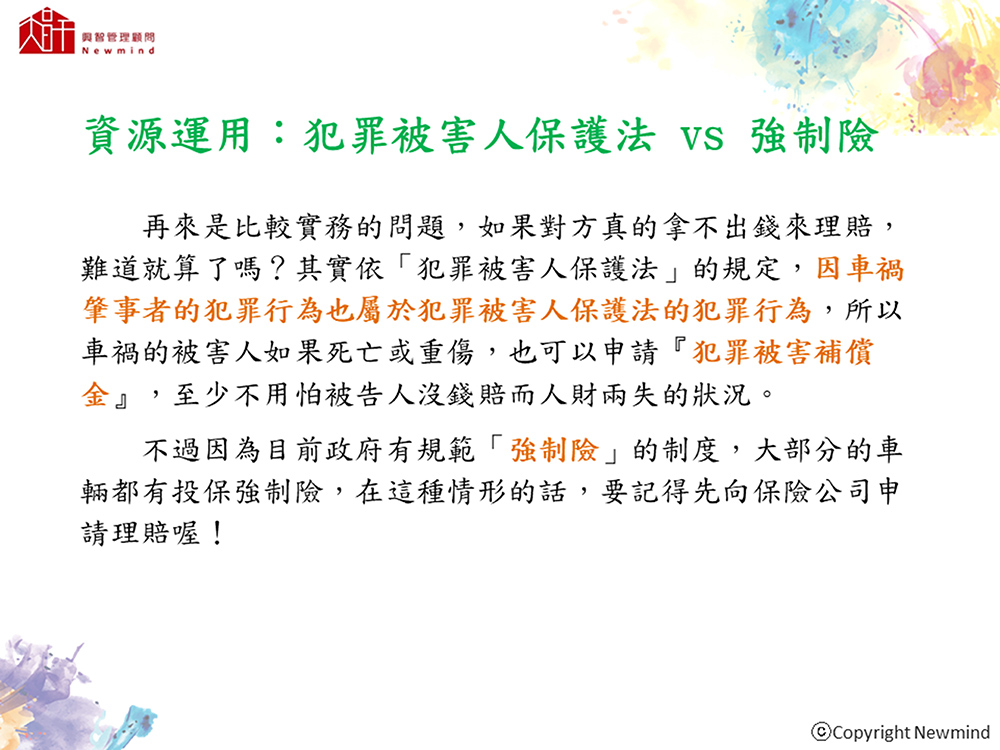 興智管理顧問
Newmind
資源運用：犯罪被害人保護法 vs 強制險
再來是比較實務的問題，如果對方真的拿不出錢來理賠，
難道就算了嗎？其實依「犯罪被害人保護法」的規定，因車禍
肇事者的犯罪行為也屬於犯罪被害人保護法的犯罪行為，所以
車禍的被害人如果死亡或重傷，也可以申請『犯罪被害補償
金』，至少不用怕被告人沒錢賠而人財兩失的狀況。
不過因為目前政府有規範「強制險」的制度，大部分的車
輛都有投保強制險，在這種情形的話，要記得先向保險公司申
請理賠喔！
ⓒCopyright Newmind